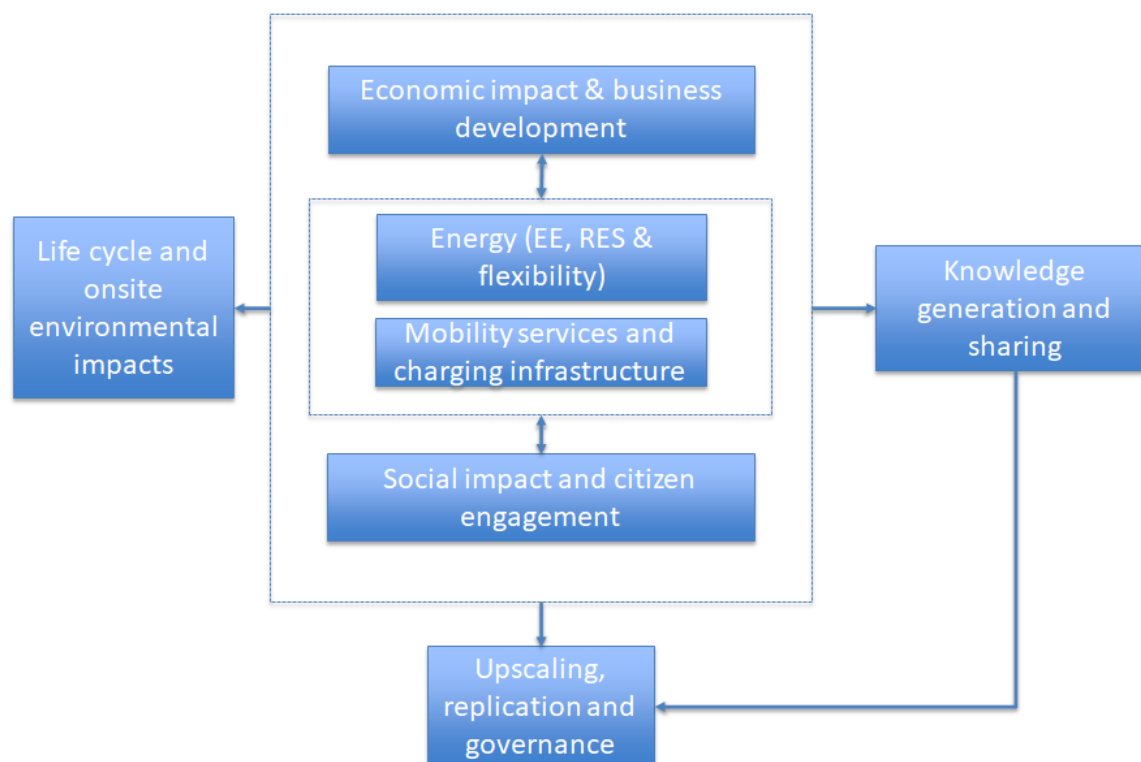 Economic impact & business
development
Life cycle and
onsite
environmental
impacts
Energy (EE, RES &
flexibility)
Mobility services and
charging infrastructure
Knowledge
generation and
sharing
Social impact and citizen
engagement
Upscaling,
replication and
governance